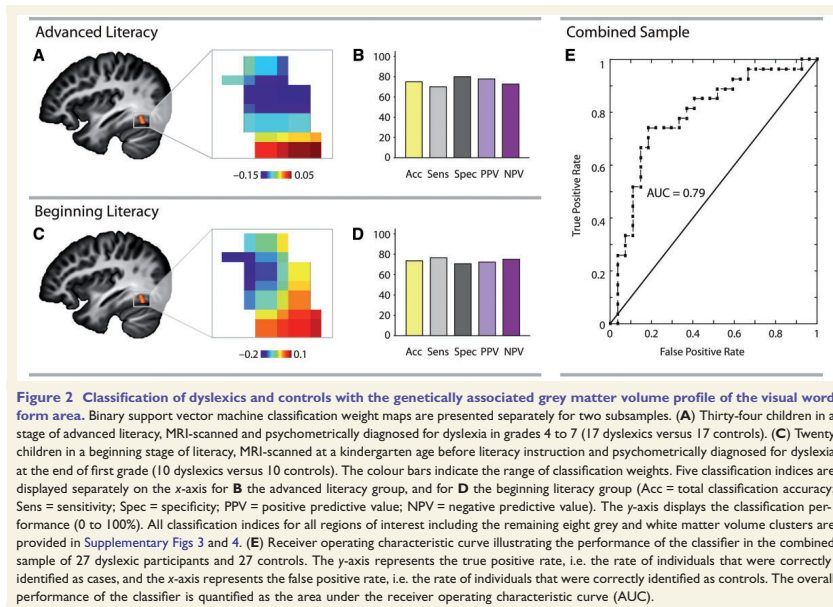 Advanced Literacy
Combined Sample
A
B
E
100
80
60
40
20
0
Acc Sens Spec PPV NPV
−0.15 0.05
Beginning Literacy
C
D
100
80
60
40
20
0
Acc Sens Spec PPV NPV
−0.2 0.1
1
0.8
0.6
0.4
0.2
0
True Positive Rate
AUC = 0.79
0 0.2 0.4 0.6 0.8 1
False Positive Rate
Figure 2 Classification of dyslexics and controls with the genetically associated grey matter volume profile of the visual word
form area. Binary support vector machine classification weight maps are presented separately for two subsamples. (A) Thirty-four children in a
stage of advanced literacy, MRI-scanned and psychometrically diagnosed for dyslexia in grades 4 to 7 (17 dyslexics versus 17 controls). (C) Twenty
children in a beginning stage of literacy, MRI-scanned at a kindergarten age before literacy instruction and psychometrically diagnosed for dyslexia
at the end of first grade (10 dyslexics versus 10 controls). The colour bars indicate the range of classification weights. Five classification indices are
displayed separately on the x-axis for B the advanced literacy group, and for D the beginning literacy group (Acc = total classification accuracy;
Sens = sensitivity; Spec = specificity; PPV = positive predictive value; NPV = negative predictive value). The y-axis displays the classification per-
formance (0 to 100%). All classification indices for all regions of interest including the remaining eight grey and white matter volume clusters are
provided in Supplementary Figs 3 and 4. (E) Receiver operating characteristic curve illustrating the performance of the classifier in the combined
sample of 27 dyslexic participants and 27 controls. The y-axis represents the true positive rate, i.e. the rate of individuals that were correctly
identified as cases, and the x-axis represents the false positive rate, i.e. the rate of individuals that were correctly identified as controls. The overall
performance of the classifier is quantified as the area under the receiver operating characteristic curve (AUC).